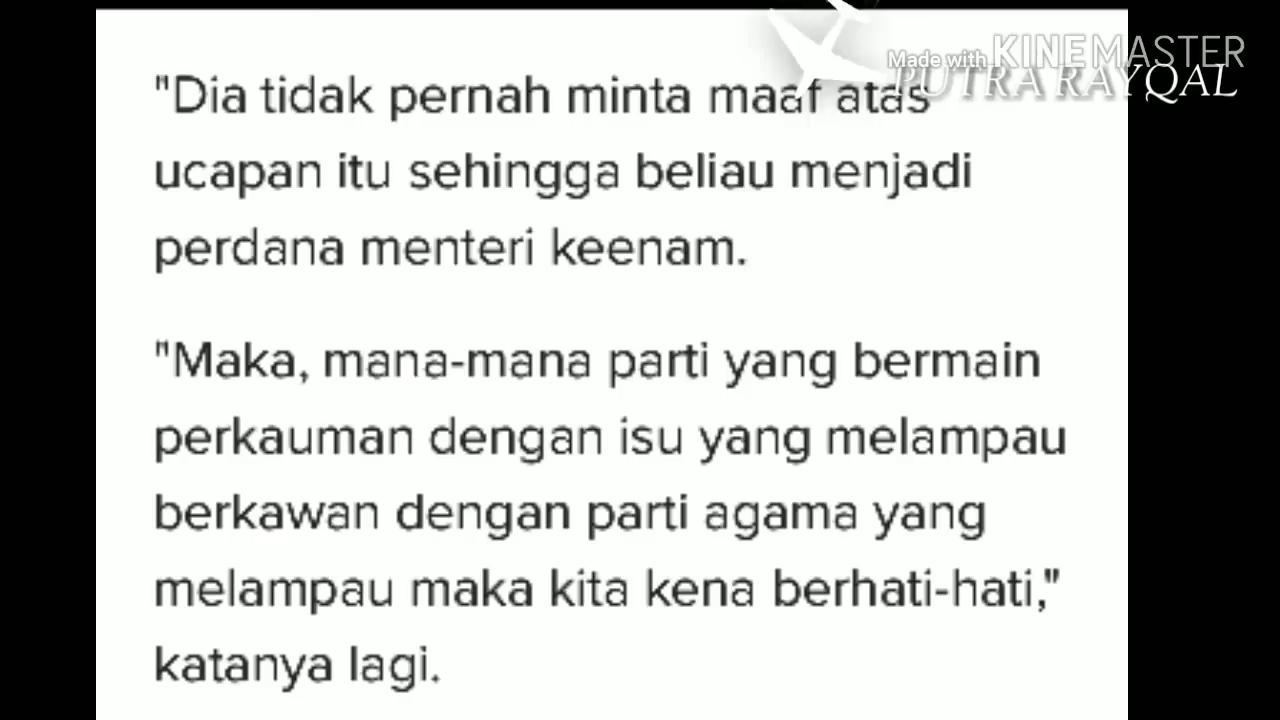 Made with KINEMASTER
PUTRA RAYQAL
"Dia tidak pernah minta maaf atas
ucapan itu sehingga beliau menjadi
perdana menteri keenam.
"Maka, mana-mana parti yang bermain
perkauman dengan isu yang melampau
berkawan dengan parti agama yang
melampau maka kita kena berhati-hati,"
katanya lagi.